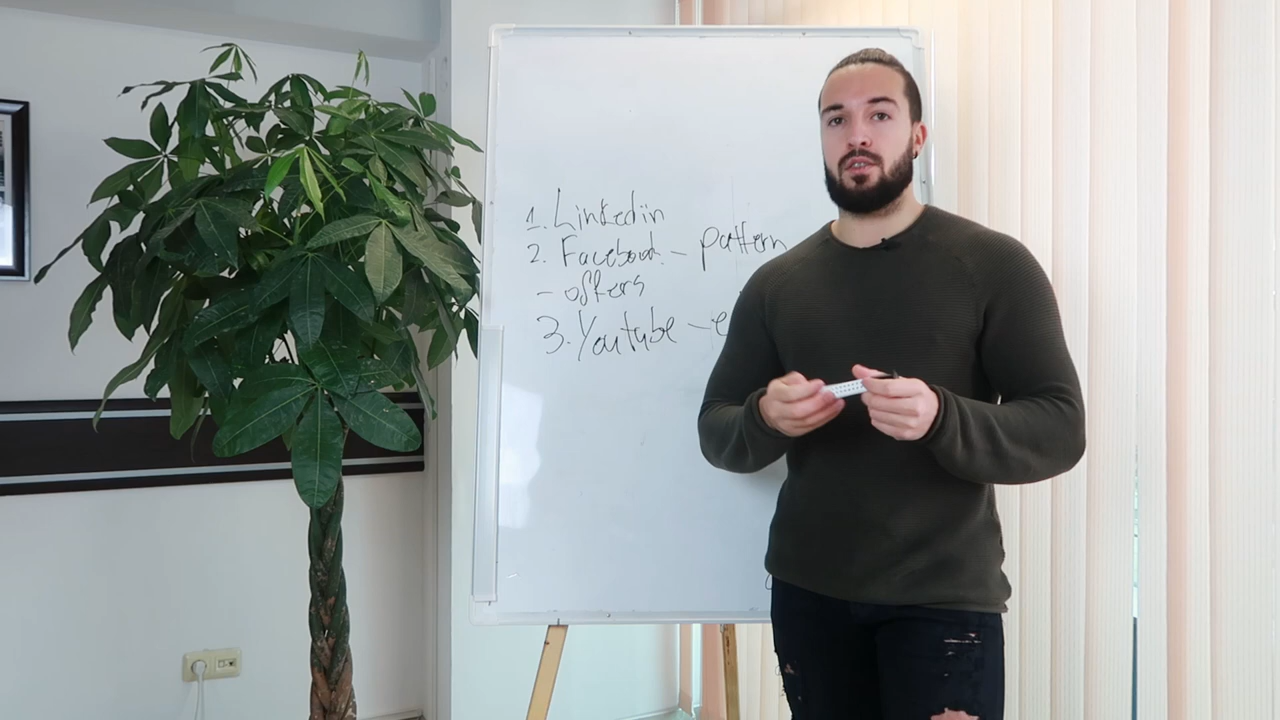 1. Linkedin
2. Facebook. - pattern
- offers
3. Youtube - e